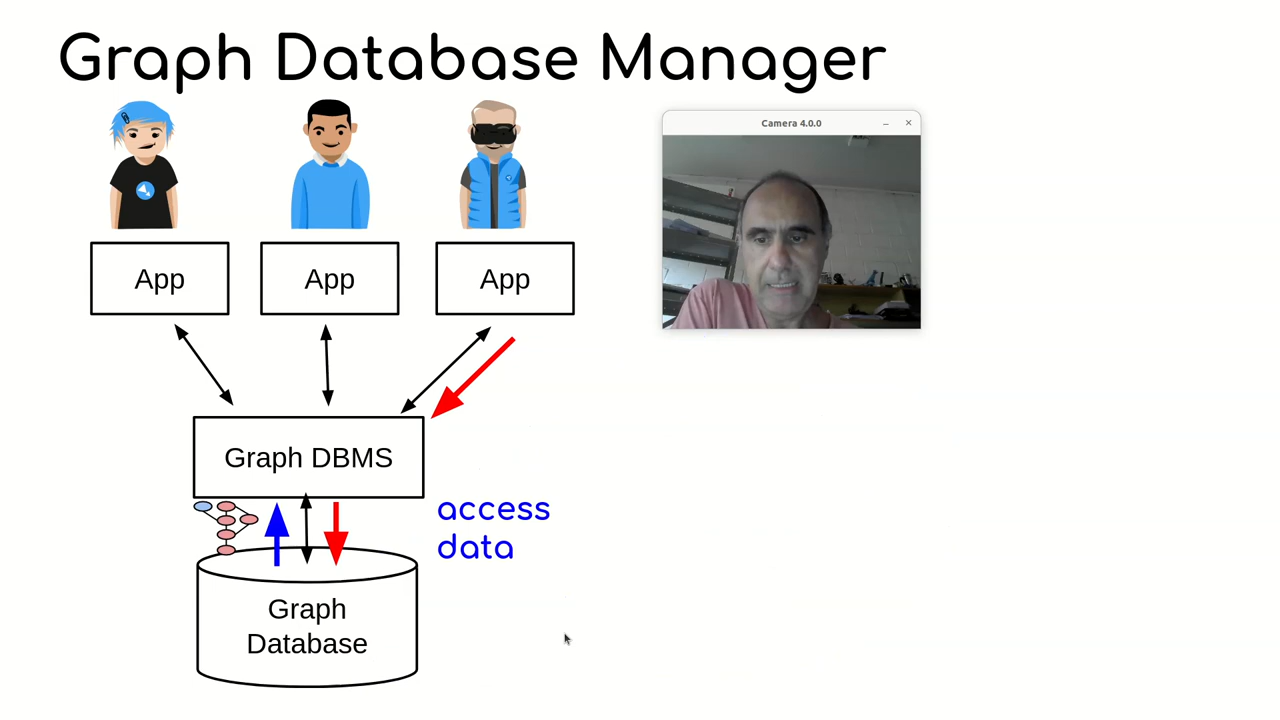 Graph Database Manager
Camera 4.0.0
App
App
App
Graph DBMS
access
data
Graph
Database